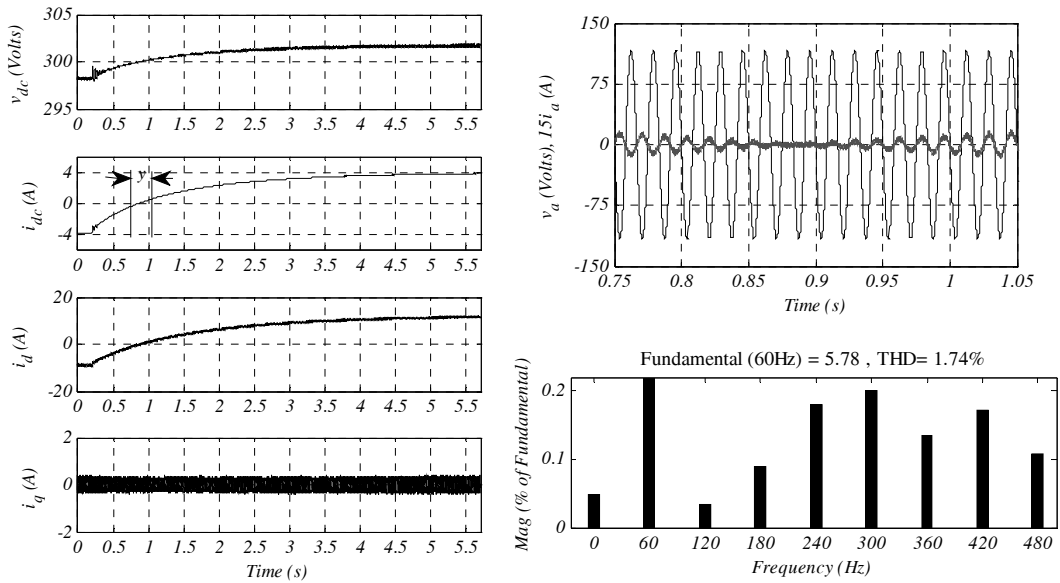 305
300
295
v_dc (Volts)
0 0.5 1 1.5 2 2.5 3 3.5 4 4.5 5 5.5
4
0
-4
i_dc (A)
y
0 0.5 1 1.5 2 2.5 3 3.5 4 4.5 5 5.5
20
0
-20
i_d (A)
0 0.5 1 1.5 2 2.5 3 3.5 4 4.5 5 5.5
2
0
-2
i_q (A)
0 0.5 1 1.5 2 2.5 3 3.5 4 4.5 5 5.5
Time (s)
150
75
0
-75
-150
v_a (Volts), 15i_a (A)
0.75 0.8 0.85 0.9 0.95 1 1.05
Time (s)
Fundamental (60Hz) = 5.78 , THD= 1.74%
0.2
0.1
0
Mag (% of Fundamental)
0 60 120 180 240 300 360 420 480
Frequency (Hz)